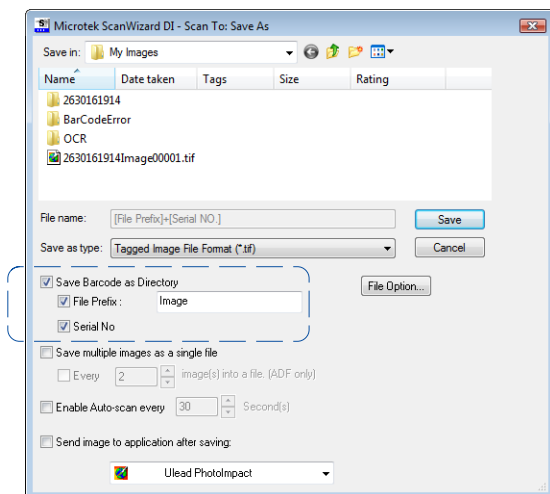 Microtek ScanWizard DI - Scan To: Save As
Save in: My Images
Name Date taken Tags Size Rating
2630161914
BarCodeError
OCR
2630161914Image00001.tif
File name: [File Prefix]+[Serial NO.] Save
Save as type: Tagged Image File Format (*.tif) Cancel
Save Barcode as Directory File Option...
File Prefix : Image
Serial No
Save multiple images as a single file
Every 2 image(s) into a file. (ADF only)
Enable Auto-scan every 30 Second(s)
Send image to application after saving:
Ulead PhotoImpact